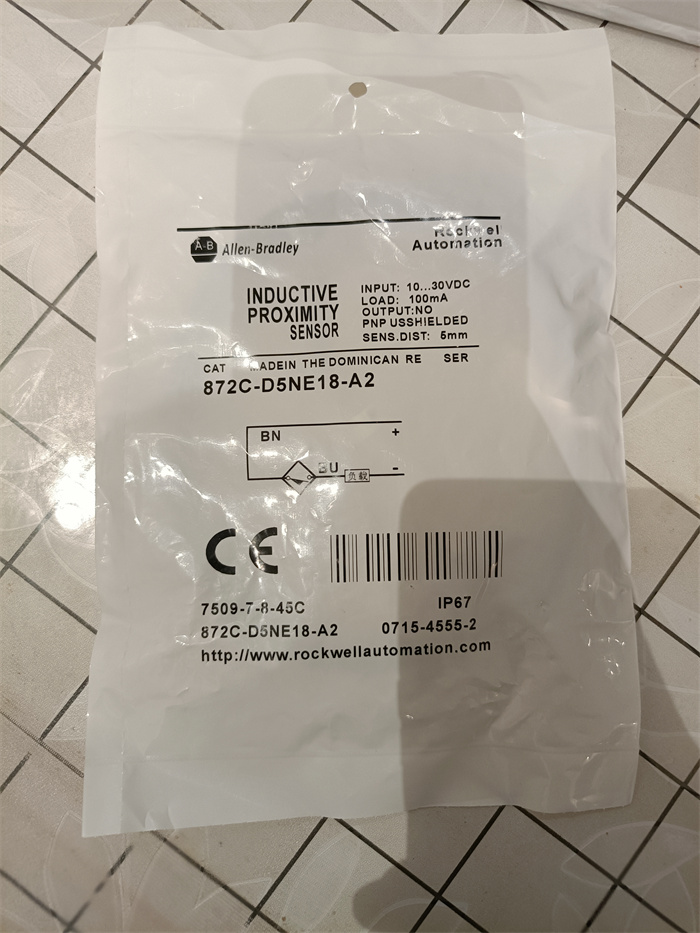 A-B Allen-Bradley
Rockwel
Automation
INDUCTIVE
PROXIMITY
SENSOR
INPUT: 10...30VDC
LOAD: 100mA
OUTPUT:NO
PNP USSHIELDED
SENS.DIST: 5mm
CAT MADEIN THE DOMINICAN RE SER
872C-D5NE18-A2
BN +
BU 负载 -
CE
7509-7-8-45C IP67
872C-D5NE18-A2 0715-4555-2
http://www.rockwellautomation.com